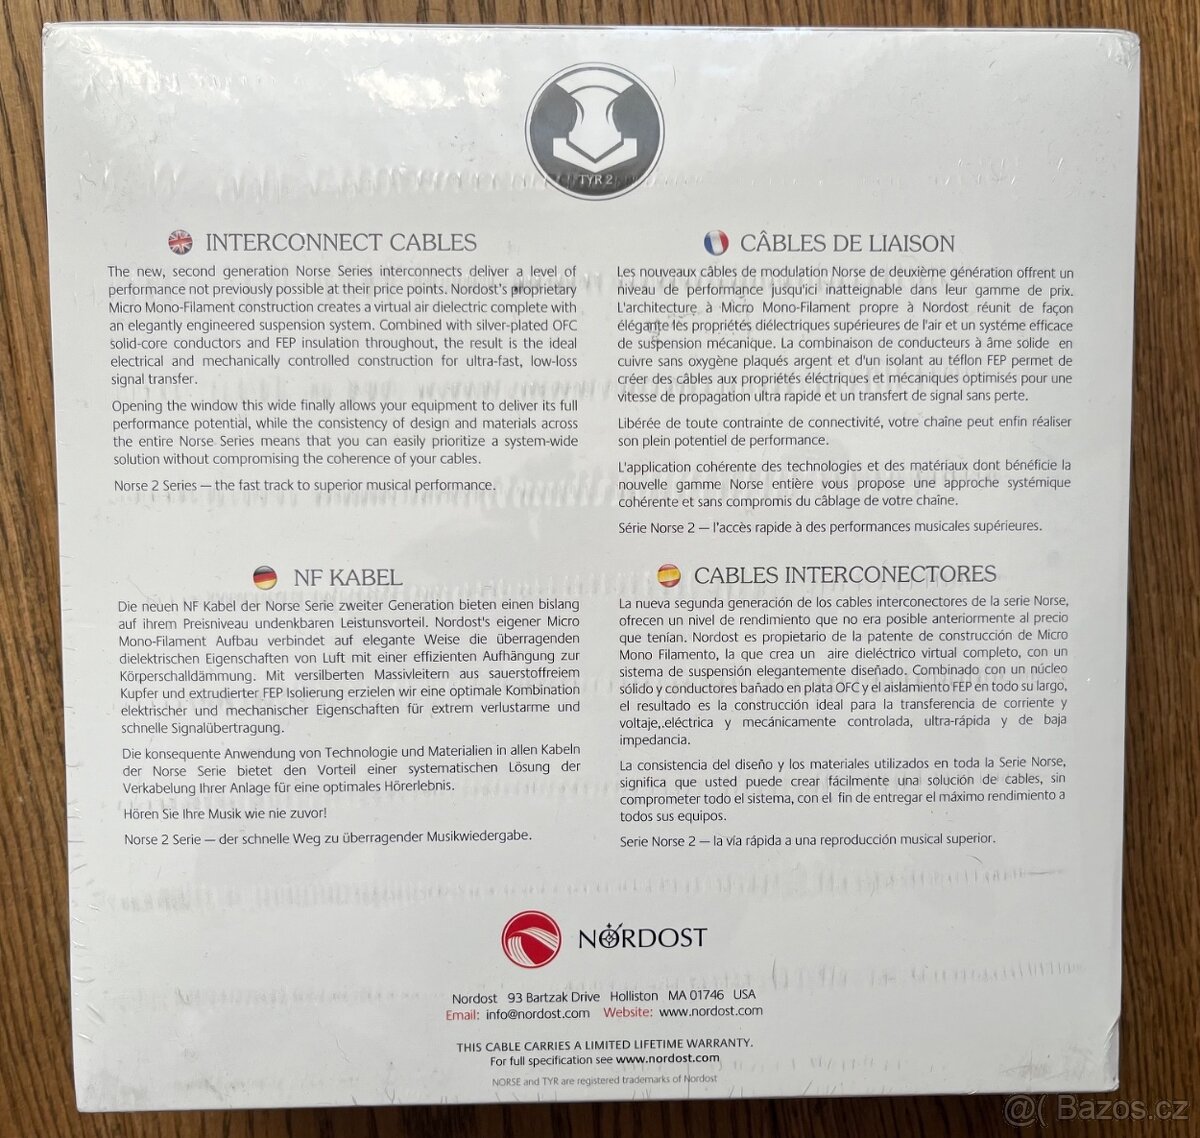 TYR 2
INTERCONNECT CABLES
The new, second generation Norse Series interconnects deliver a level of
performance not previously possible at their price points. Nordost's proprietary
Micro Mono-Filament construction creates a virtual air dielectric complete with
an elegantly engineered suspension system. Combined with silver-plated OFC
solid-core conductors and FEP insulation throughout, the result is the ideal
electrical and mechanically controlled construction for ultra-fast, low-loss
signal transfer.
Opening the window this wide finally allows your equipment to deliver its full
performance potential, while the consistency of design and materials across
the entire Norse Series means that you can easily prioritize a system-wide
solution without compromising the coherence of your cables.
Norse 2 Series — the fast track to superior musical performance.
CÂBLES DE LIAISON
Les nouveaux câbles de modulation Norse de deuxième génération offrent un
niveau de performance jusqu'ici inatteignable dans leur gamme de prix.
L'architecture à Micro Mono-Filament propre à Nordost réunit de façon
élégante les propriétés diélectriques supérieures de l'air et un systéme efficace
de suspension mécanique. La combinaison de conducteurs à âme solide en
cuivre sans oxygène plaqués argent et d'un isolant au téflon FEP permet de
créer des câbles aux propriétés éléctriques et mécaniques optimisés pour une
vitesse de propagation ultra rapide et un transfert de signal sans perte.
Libérée de toute contrainte de connectivité, votre chaîne peut enfin réaliser
son plein potentiel de performance.
L'application cohérente des technologies et des matériaux dont bénéficie la
nouvelle gamme Norse entière vous propose une approche systémique
cohérente et sans compromis du câblage de votre chaîne.
Série Norse 2 — l'accès rapide à des performances musicales supérieures.
NF KABEL
Die neuen NF Kabel der Norse Serie zweiter Generation bieten einen bislang
auf ihrem Preisniveau undenkbaren Leistunsvorteil. Nordost's eigener Micro
Mono-Filament Aufbau verbindet auf elegante Weise die überragenden
dielektrischen Eigenschaften von Luft mit einer effizienten Aufhängung zur
Körperschalldämmung. Mit versilberten Massivleitern aus sauerstoffreiem
Kupfer und extrudierter FEP Isolierung erzielen wir eine optimale Kombination
elektrischer und mechanischer Eigenschaften für extrem verlustarme und
schnelle Signalübertragung.
Die konsequente Anwendung von Technologie und Materialien in allen Kabeln
der Norse Serie bietet den Vorteil einer systematischen Lösung der
Verkabelung Ihrer Anlage für eine optimales Hörerlebnis.
Hören Sie Ihre Musik wie nie zuvor!
Norse 2 Serie — der schnelle Weg zu überragender Musikwiedergabe.
CABLES INTERCONECTORES
La nueva segunda generación de los cables interconectores de la serie Norse,
ofrecen un nivel de rendimiento que no era posible anteriormente al precio
que tenían. Nordost es propietario de la patente de construcción de Micro
Mono Filamento, la que crea un aire dieléctrico virtual completo, con un
sistema de suspensión elegantemente diseñado. Combinado con un núcleo
sólido y conductores bañado en plata OFC y el aislamiento FEP en todo su largo,
el resultado es la construcción ideal para la transferencia de corriente y
voltaje,.eléctrica y mecánicamente controlada, ultra-rápida y de baja
impedancia.
La consistencia del diseño y los materiales utilizados en toda la Serie Norse,
significa que usted puede crear fácilmente una solución de cables, sin
comprometer todo el sistema, con el fin de entregar el máximo rendimiento a
todos sus equipos.
Serie Norse 2 — la vía rápida a una reproducción musical superior.
NORDOST
Nordost 93 Bartzak Drive Holliston MA 01746 USA
Email: info@nordost.com Website: www.nordost.com
THIS CABLE CARRIES A LIMITED LIFETIME WARRANTY.
For full specification see www.nordost.com
NORSE and TYR are registered trademarks of Nordost
@( Bazos.cz